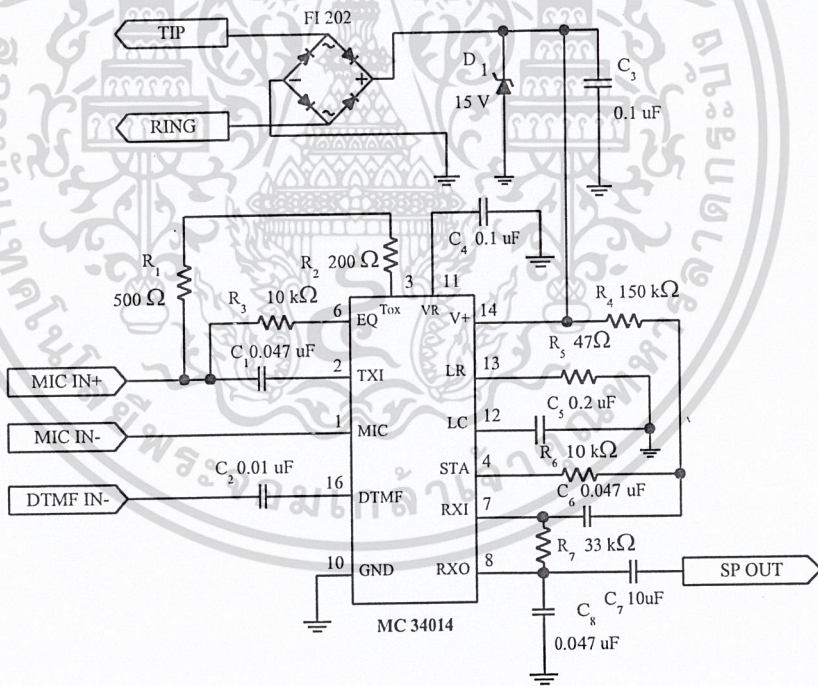 FI 202
TIP
RING
~
~
-
+
D1
15 V
C3
0.1 uF
C4 0.1 uF
R1
500 Ω
R2 200 Ω
3
11
Tox
VR
R3 10 kΩ
6
EQ
C1 0.047 uF
MIC IN+
2
TXI
MIC IN-
1
MIC
C2 0.01 uF
DTMF IN-
16
DTMF
10
GND
V+
14
R4 150 kΩ
LR
13
R5 47Ω
LC
12
C5 0.2 uF
STA
4
R6 10 kΩ
RXI
7
C6 0.047 uF
R7 33 kΩ
RXO
8
C7 10uF
SP OUT
C8
0.047 uF
MC 34014